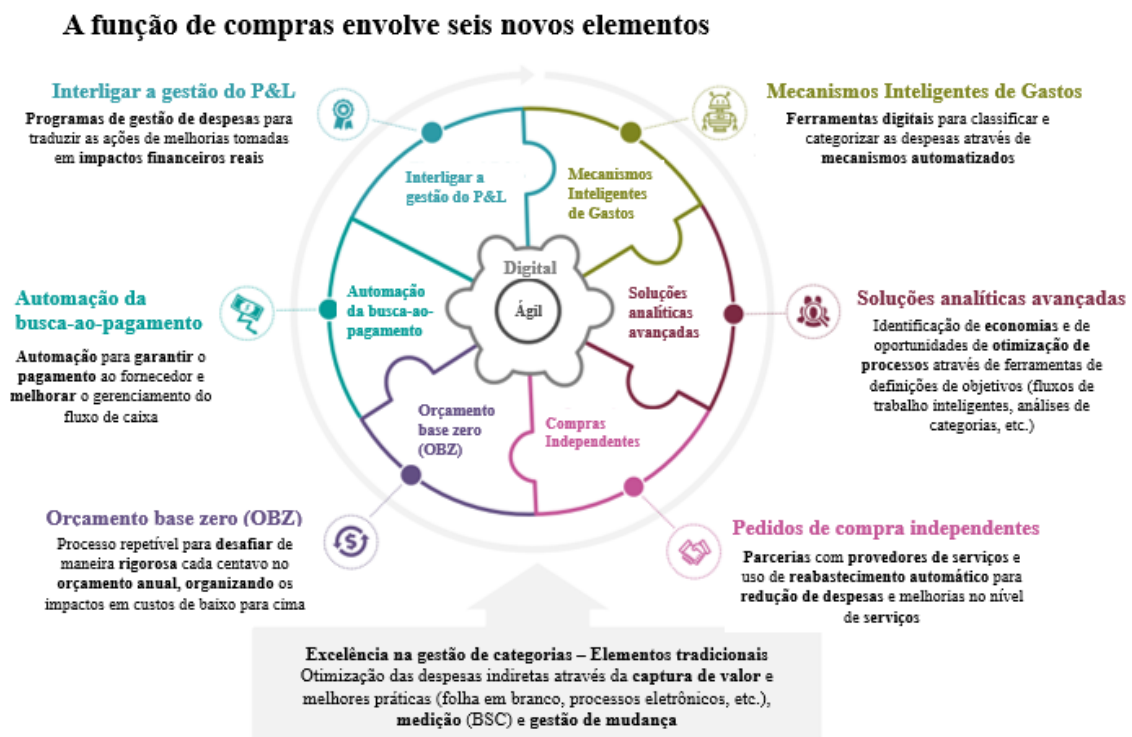 A função de compras envolve seis novos elementos
Interligar a gestão do P&L
Programas de gestão de despesas para
traduzir as ações de melhorias tomadas
em impactos financeiros reais
Mecanismos Inteligentes de Gastos
Ferramentas digitais para classificar e
categorizar as despesas através de
mecanismos automatizados
Interligar a
gestão do P&L
Mecanismos
Inteligentes
de Gastos
Digital
Ágil
Automação
da busca-ao-
pagamento
Soluções
analíticas
avançadas
Orçamento
base zero
(OBZ)
Compras
Independentes
Automação da
busca-ao-pagamento
Automação para garantir o
pagamento ao fornecedor e
melhorar o gerenciamento do
fluxo de caixa
Soluções analíticas avançadas
Identificação de economias e de
oportunidades de otimização de
processos através de ferramentas de
definições de objetivos (fluxos de
trabalho inteligentes, análises de
categorias, etc.)
Orçamento base zero (OBZ)
Processo repetível para desafiar de
maneira rigorosa cada centavo no
orçamento anual, organizando os
impactos em custos de baixo para cima
Pedidos de compra independentes
Parcerias com provedores de serviços e
uso de reabastecimento automático para
redução de despesas e melhorias no nível
de serviços
Excelência na gestão de categorias – Elementos tradicionais
Otimização das despesas indiretas através da captura de valor e
melhores práticas (folha em branco, processos eletrônicos, etc.),
medição (BSC) e gestão de mudança